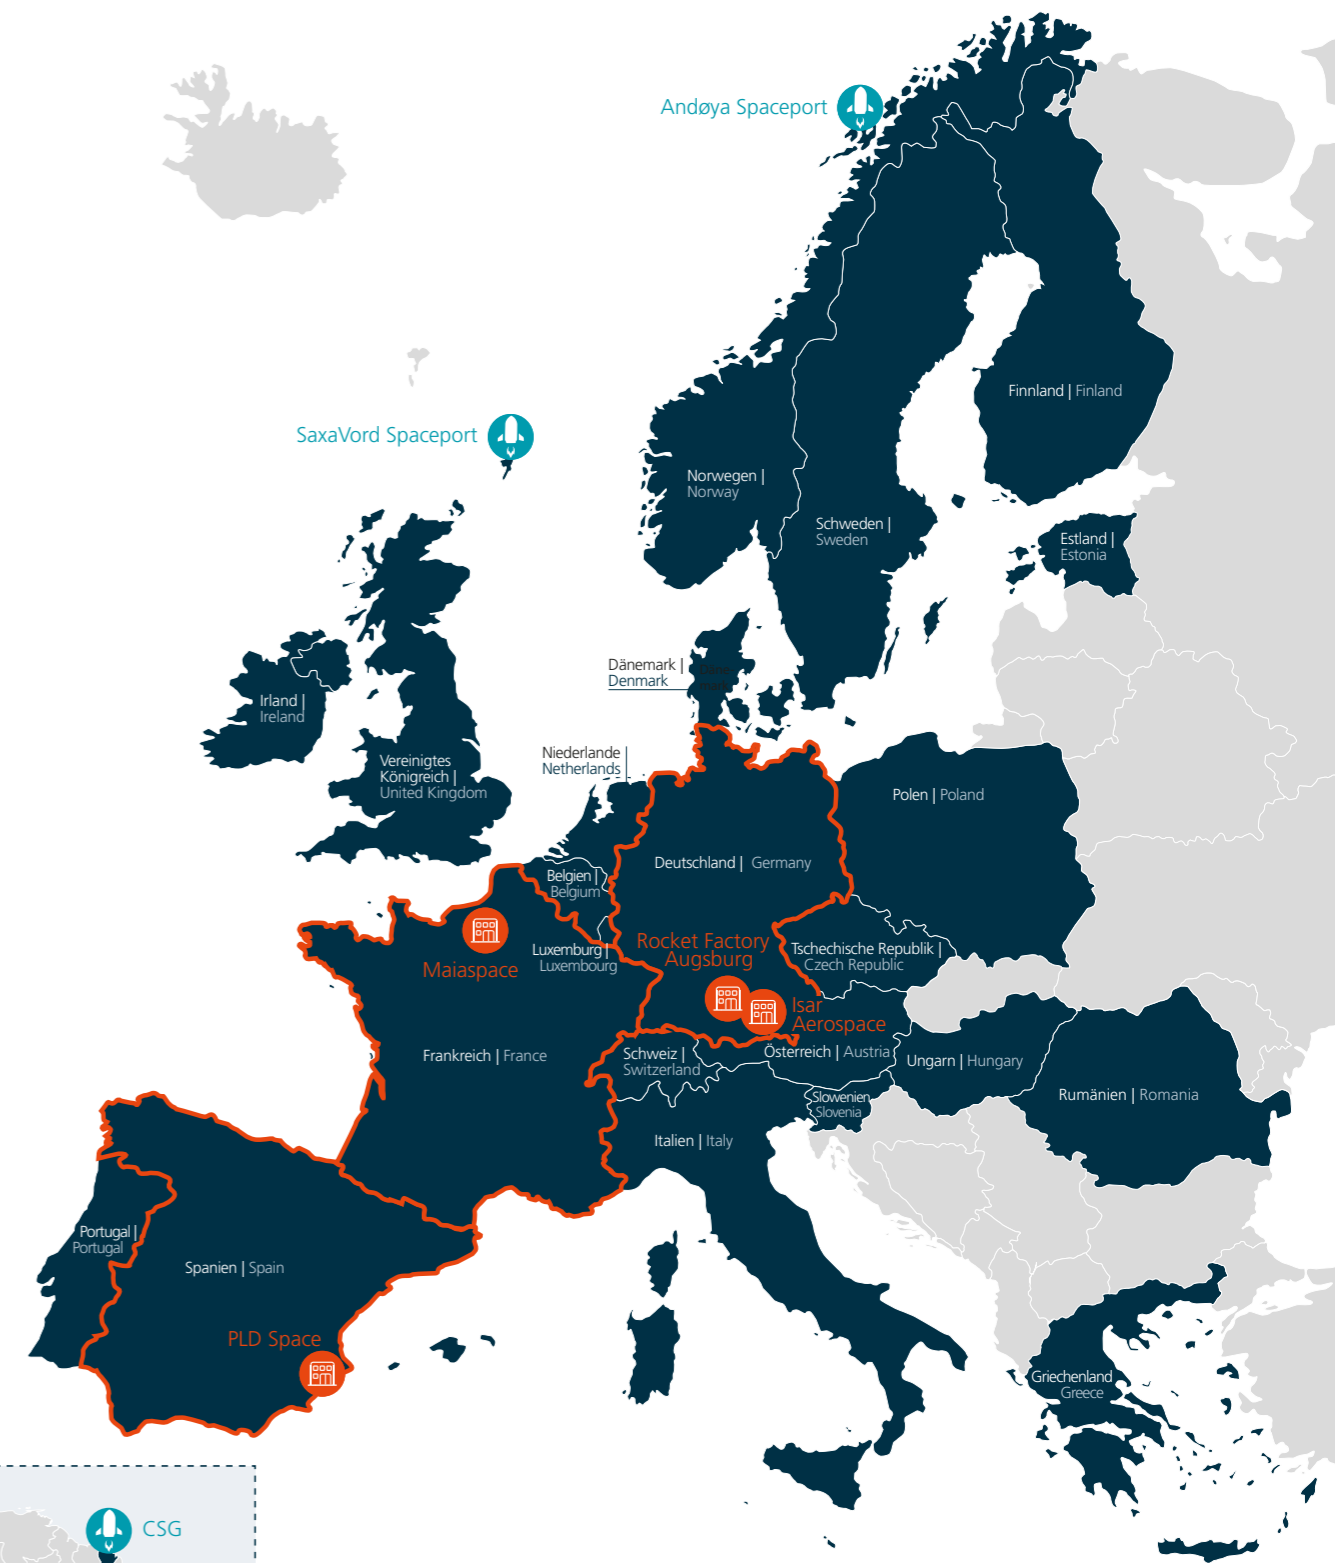 Andøya Spaceport
SaxaVord Spaceport
Finnland | Finland
Norwegen |
Norway
Schweden |
Sweden
Estland |
Estonia
Dänemark |
Denmark
Irland |
Ireland
Vereinigtes
Königreich |
United Kingdom
Niederlande |
Netherlands
Polen | Poland
Deutschland | Germany
Belgien |
Belgium
Luxemburg |
Luxembourg
Maiaspace
Rocket Factory
Augsburg
Tschechische Republik |
Czech Republic
Isar
Aerospace
Frankreich | France
Schweiz |
Switzerland
Österreich | Austria
Ungarn | Hungary
Slowenien
Slovenia
Rumänien | Romania
Italien | Italy
Portugal |
Portugal
Spanien | Spain
PLD Space
Griechenland
Greece
CSG